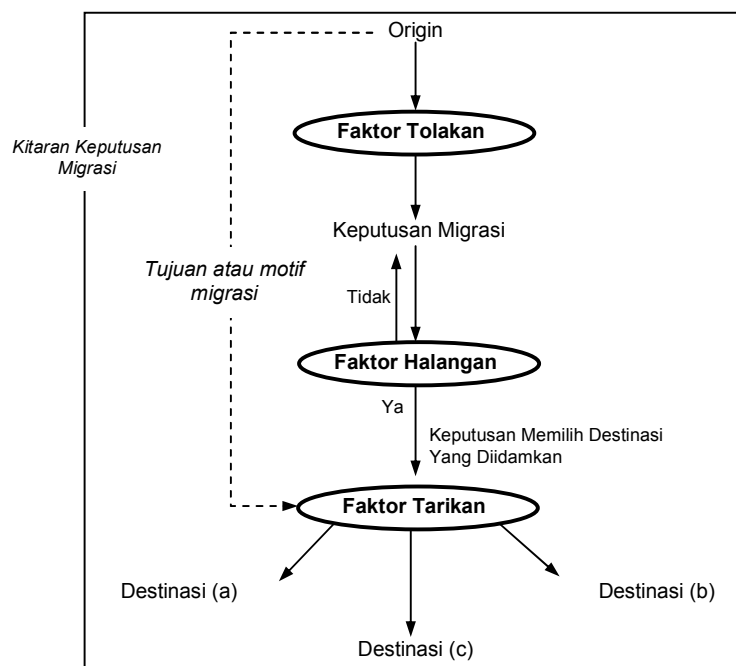 Origin
Faktor Tolakan
Kitaran Keputusan
Migrasi
Keputusan Migrasi
Tujuan atau motif
migrasi
Tidak
Faktor Halangan
Ya
Keputusan Memilih Destinasi
Yang Diidamkan
Faktor Tarikan
Destinasi (a)
Destinasi (b)
Destinasi (c)